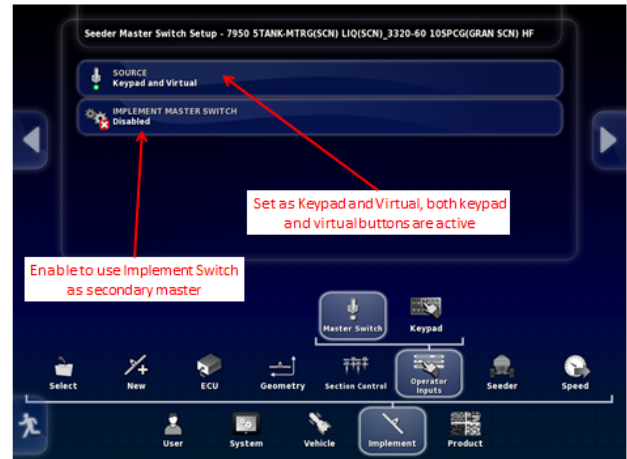 Seeder Master Switch Setup - 7950 5TANK-MTRG(SCN) LIQ(SCN)_3320-60 10SPCG(GRAN SCN) HF
SOURCE
Keypad and Virtual
IMPLEMENT MASTER SWITCH
Disabled
Set as Keypad and Virtual, both keypad
and virtual buttons are active
Enable to use Implement Switch
as secondary master
Master Switch
Keypad
Select
New
ECU
Geometry
Section Control
Operator
Inputs
Seeder
Speed
User
System
Vehicle
Implement
Product